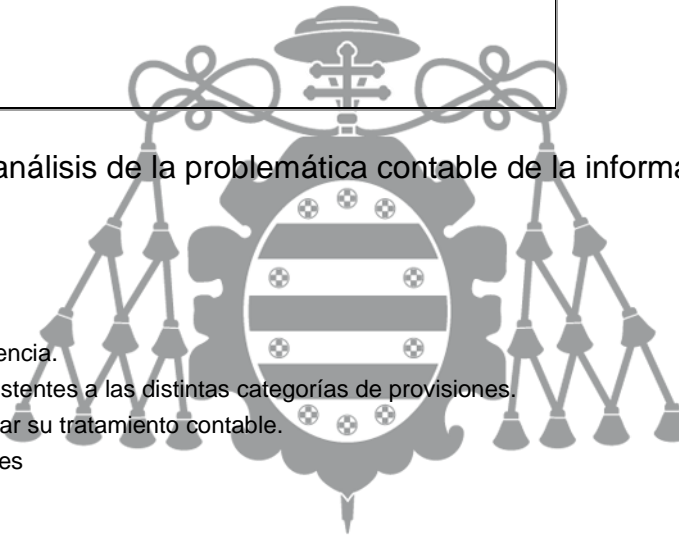 análisis de la problemática contable de la informa
encia.
stentes a las distintas categorías de provisiones.
ar su tratamiento contable.
es